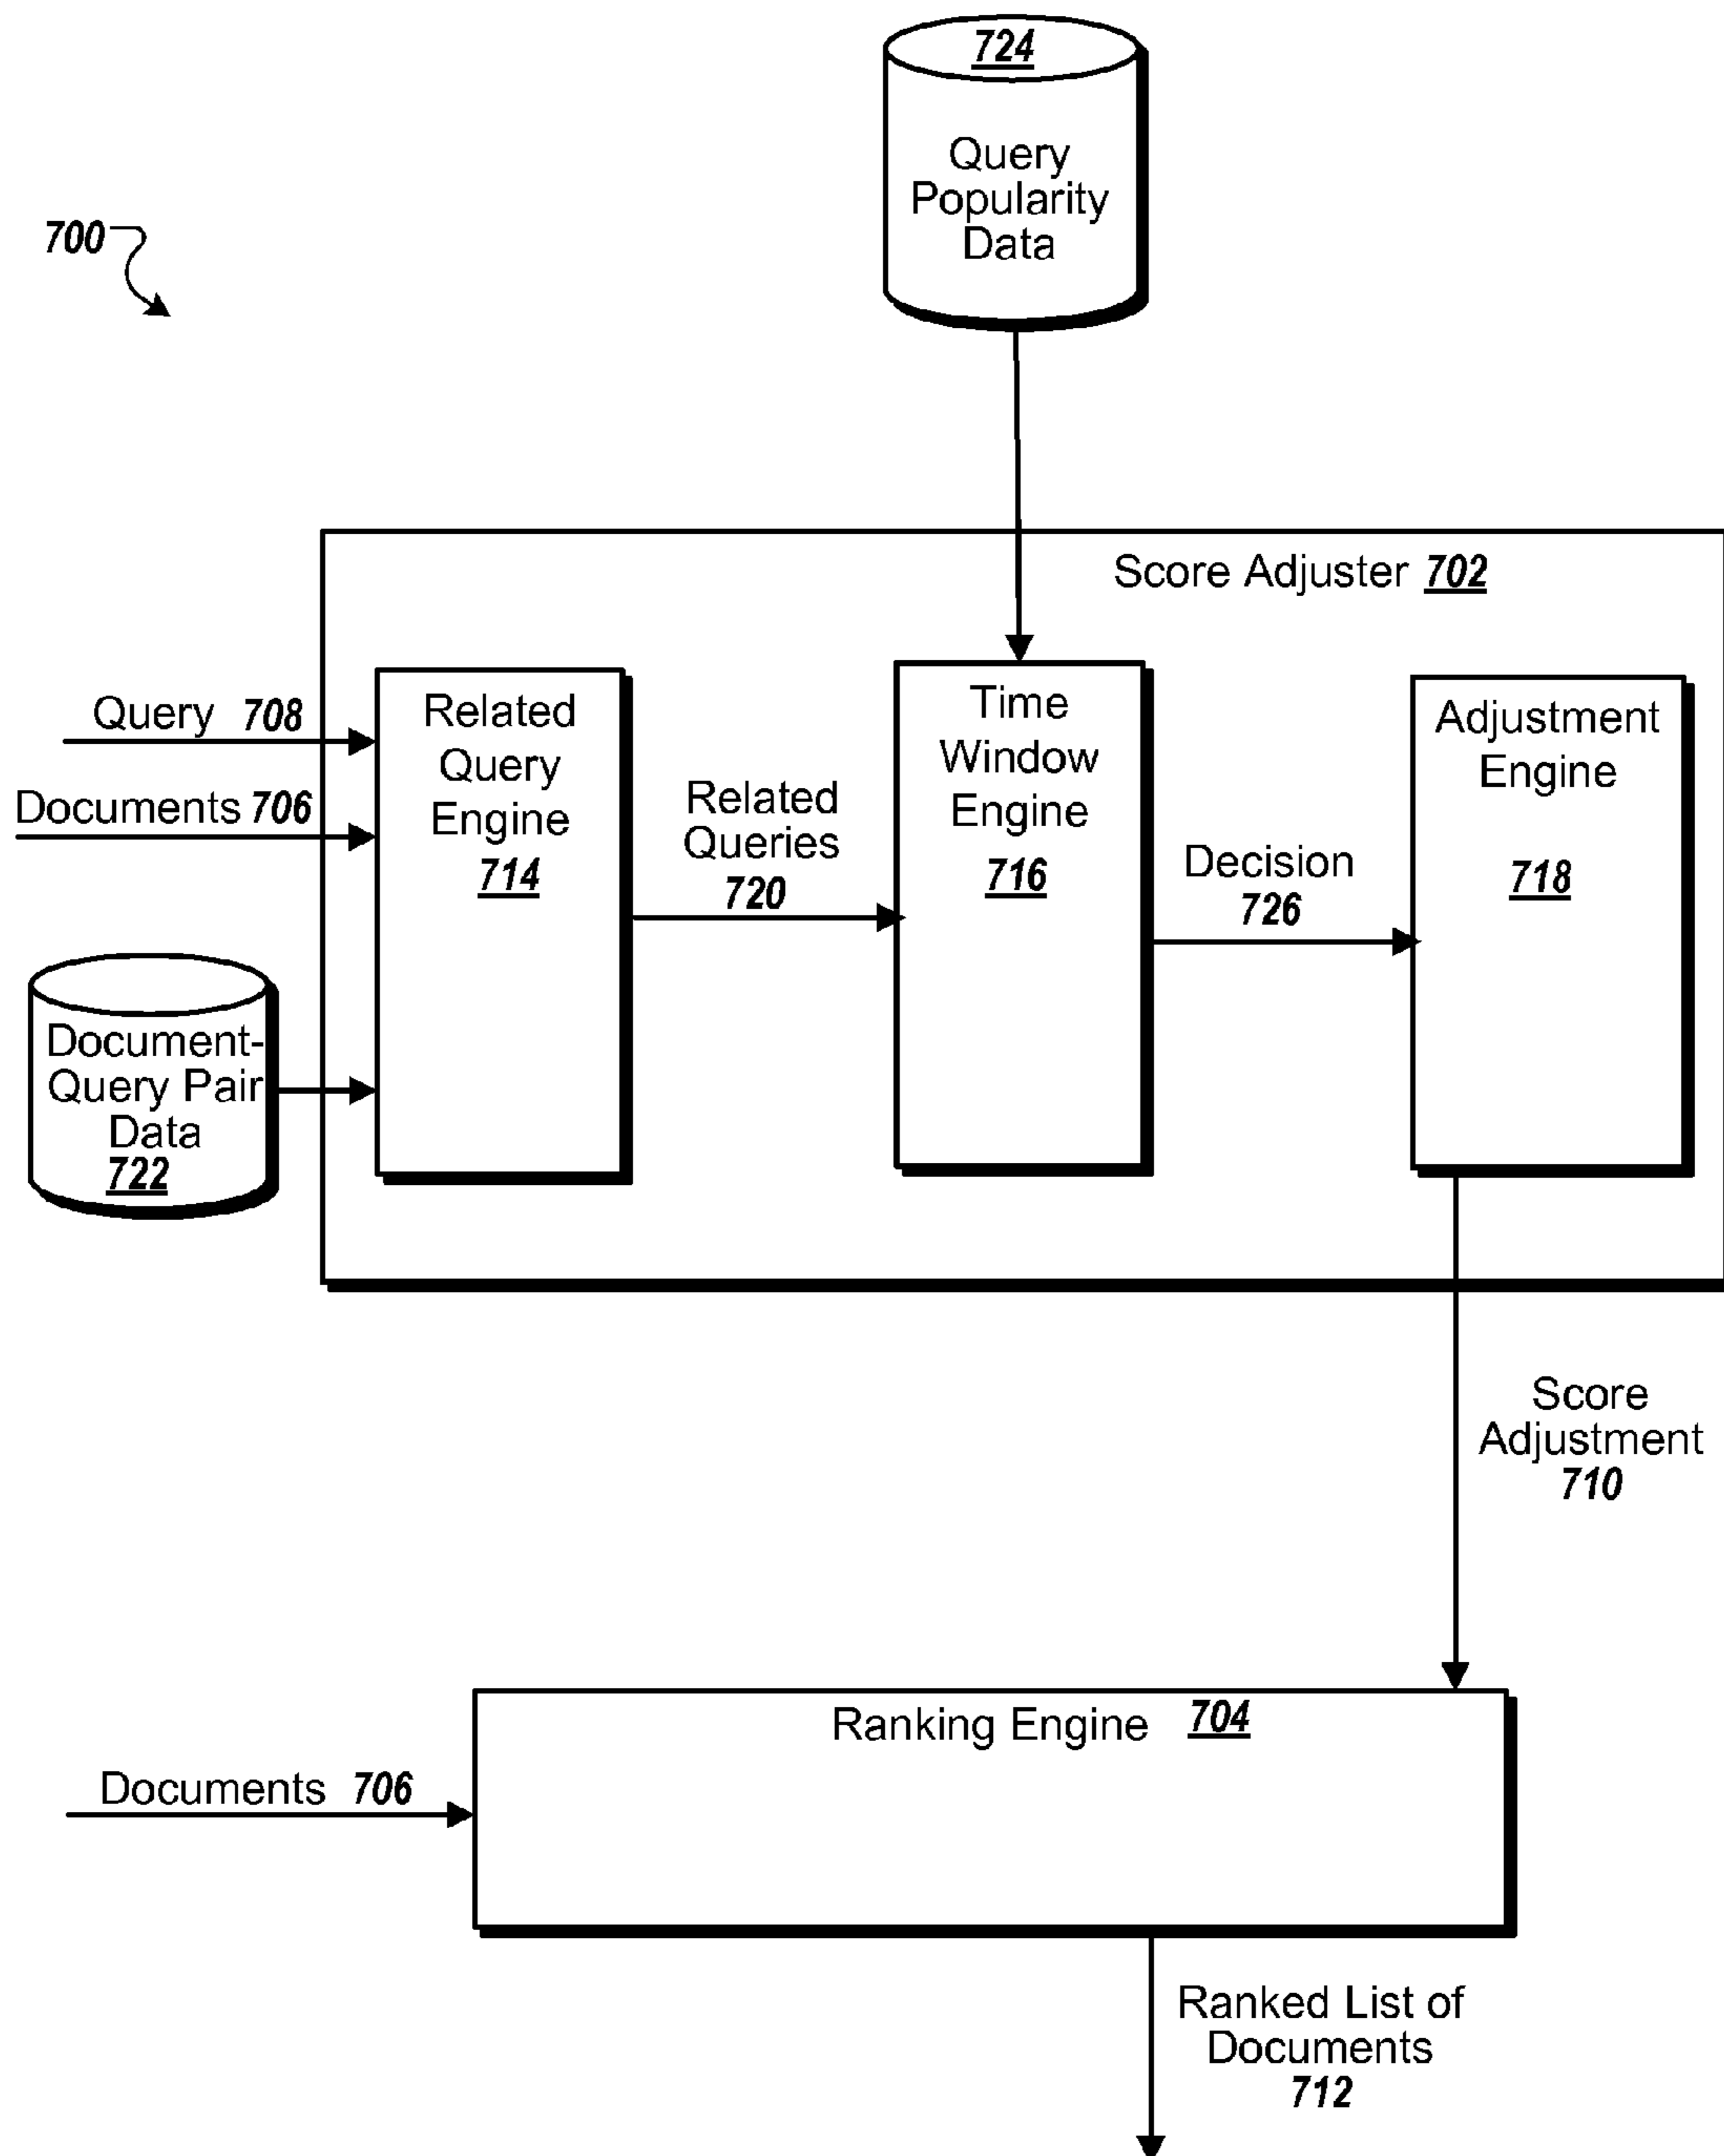 724
Query
Popularity
Data
700
Score Adjuster 702
Query 708
Documents 706
Related
Query
Engine
714
Related
Queries
720
Time
Window
Engine
716
Decision
726
Adjustment
Engine
718
Document-
Query Pair
Data
722
Score
Adjustment
710
Ranking Engine 704
Documents 706
Ranked List of
Documents
712